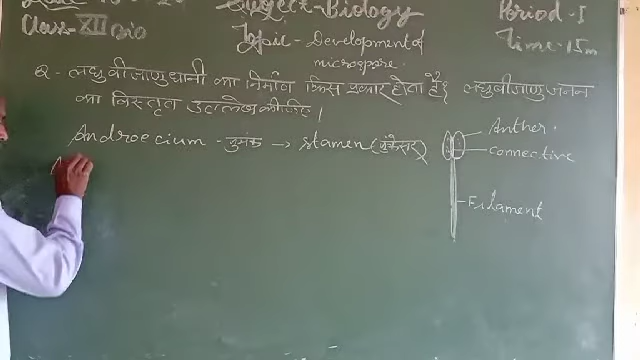 Subject-Biology
Period-I
Class-XII Bio
Topic-Development of
microspore.
Time-15m
Q- लघुबीजाणुधानी का निर्माण किस प्रकार होता है? लघुबीजाणुजनन
का विस्तृत उल्लेख कीजिए।
Androecium - पुमंग → stamen (पुंकेसर)
Anther.
Connective
Filament